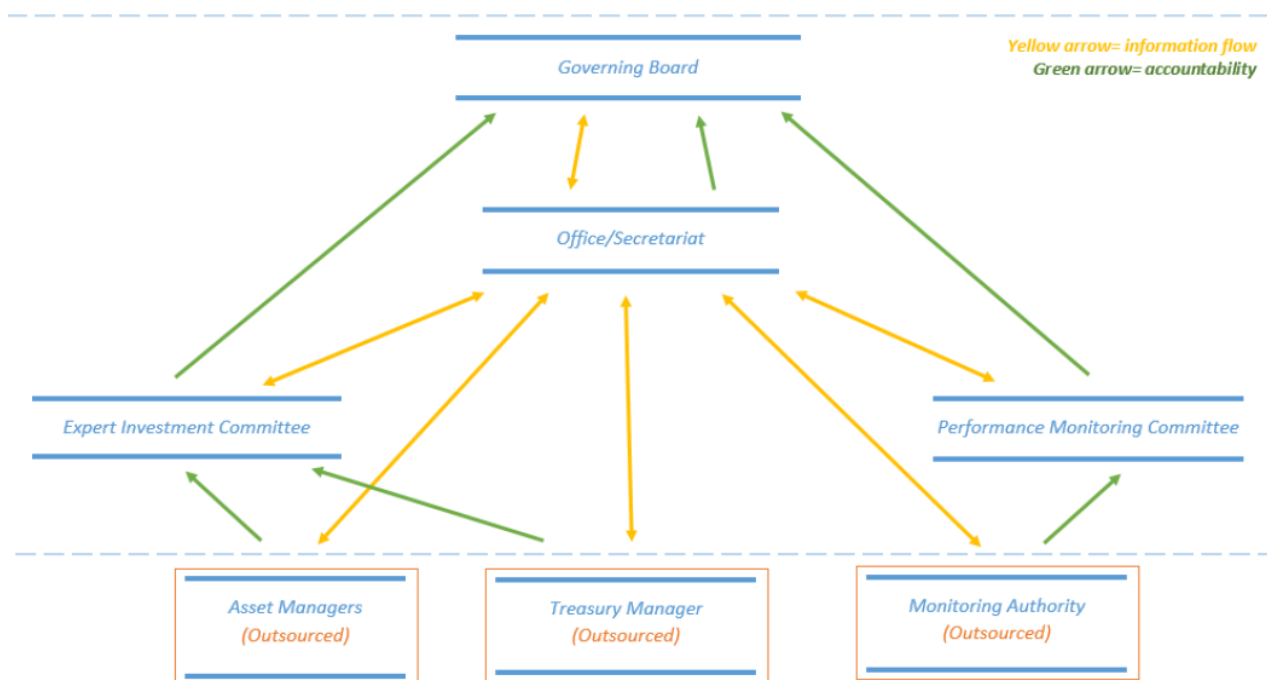 Yellow arrow= information flow
Green arrow= accountability
Governing Board
Office/Secretariat
Expert Investment Committee
Performance Monitoring Committee
Asset Managers
(Outsourced)
Treasury Manager
(Outsourced)
Monitoring Authority
(Outsourced)